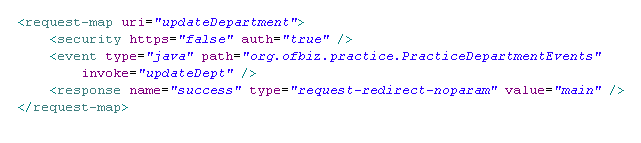 <request-map uri="updateDepartment">
<security https="false" auth="true" />
<event type="java" path="org.ofbiz.practice.PracticeDepartmentEvents"
invoke="updateDept" />
<response name="success" type="request-redirect-noparam" value="main" />
</request-map>